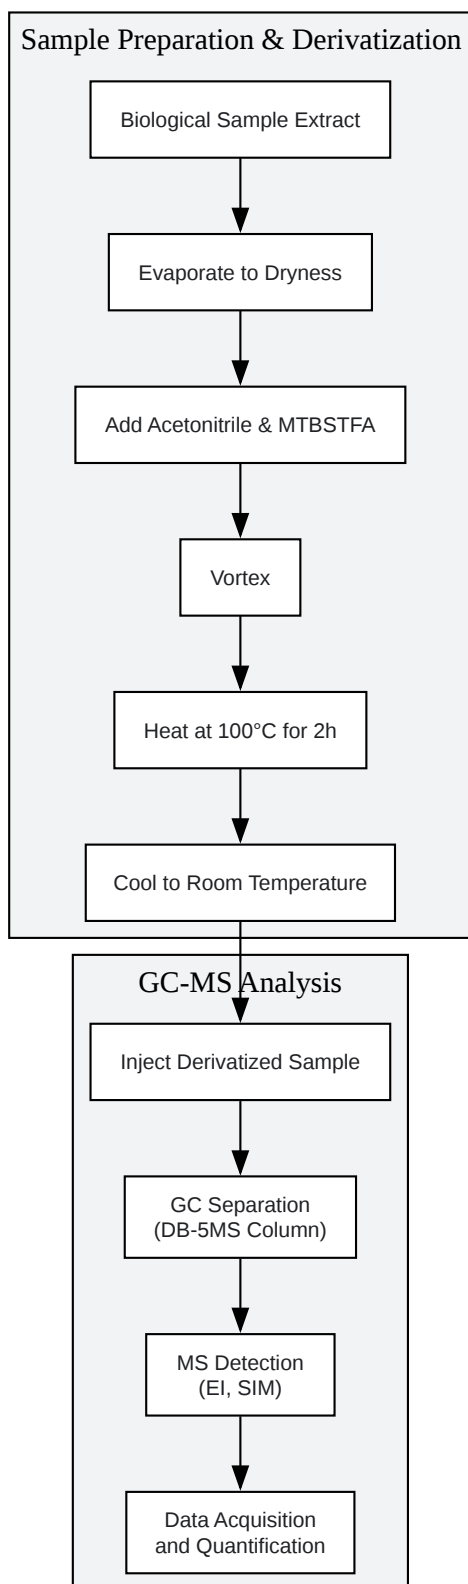 Sample Preparation & Derivatization
Biological Sample Extract
Evaporate to Dryness
Add Acetonitrile & MTBSTFA
Vortex
Heat at 100°C for 2h
Cool to Room Temperature
GC-MS Analysis
Inject Derivatized Sample
GC Separation
(DB-5MS Column)
MS Detection
(EI, SIM)
Data Acquisition
and Quantification